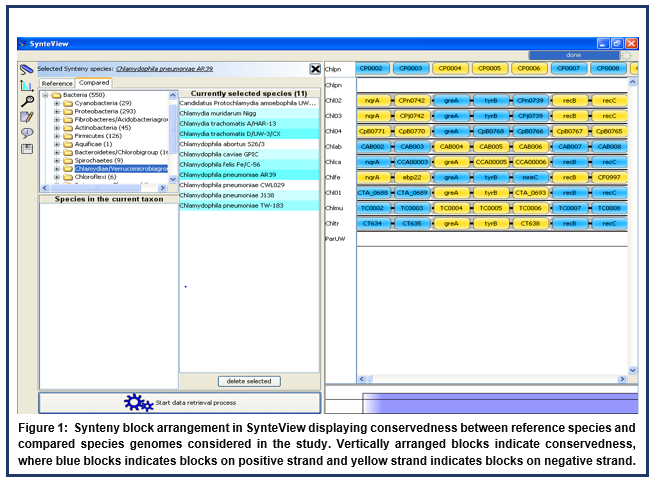 SynteView
done
Selected Synteny species: Chlamydophila pneumoniae AR39
Reference Compared
Bacteria (550)
Cyanobacteria (29)
Proteobacteria (293)
Fibrobacteres/Acidobacteriagrou
Actinobacteria (45)
Firmicutes (126)
Aquificae (1)
Bacteroidetes/Chlorobigroup (1
Spirochaetes (9)
Chlamydiae/Verrucomicrobiagro
Chloroflexi (6)
Species in the current taxon
Currently selected species (11)
Candidatus Protochlamydia amoebophila UW...
Chlamydia muridarum Nigg
Chlamydia trachomatis A/HAR-13
Chlamydia trachomatis D/UW-3/CX
Chlamydophila abortus S26/3
Chlamydophila caviae GPIC
Chlamydophila felis Fe/C-56
Chlamydophila pneumoniae AR39
Chlamydophila pneumoniae CWL029
Chlamydophila pneumoniae J138
Chlamydophila pneumoniae TW-183
delete selected
Start data retrieval process
Chlpn CP0002 CP0003 CP0004 CP0005 CP0006 CP0007 CP0008
Chlpn
Chl02 nqrA CPn0742 greA tyrB CPn0739 recB recC
Chl03 nqrA CPj0742 greA tyrB CPj0739 recB recC
Chl04 CpB0771 CpB0770 greA CpB0768 CpB0766 CpB0767 CpB0765
Chlab CAB002 CAB003 CAB004 CAB005 CAB006 CAB007 CAB008
Chlca nqrA CCA00003 greA CCA00005 CCA00006 recB recC
Chlfe nqrA ebp22 greA tyrB mreC recB CF0997
Chl01 CTA_0688 CTA_0689 greA tyrB CTA_0693 recB recC
Chlmu TC0002 TC0003 TC0004 TC0005 TC0006 TC0007 TC0008
Chltr CT634 CT635 greA tyrB CT638 recB recC
ParUW
Figure 1: Synteny block arrangement in SynteView displaying conservedness between reference species and
compared species genomes considered in the study. Vertically arranged blocks indicate conservedness,
where blue blocks indicates blocks on positive strand and yellow strand indicates blocks on negative strand.